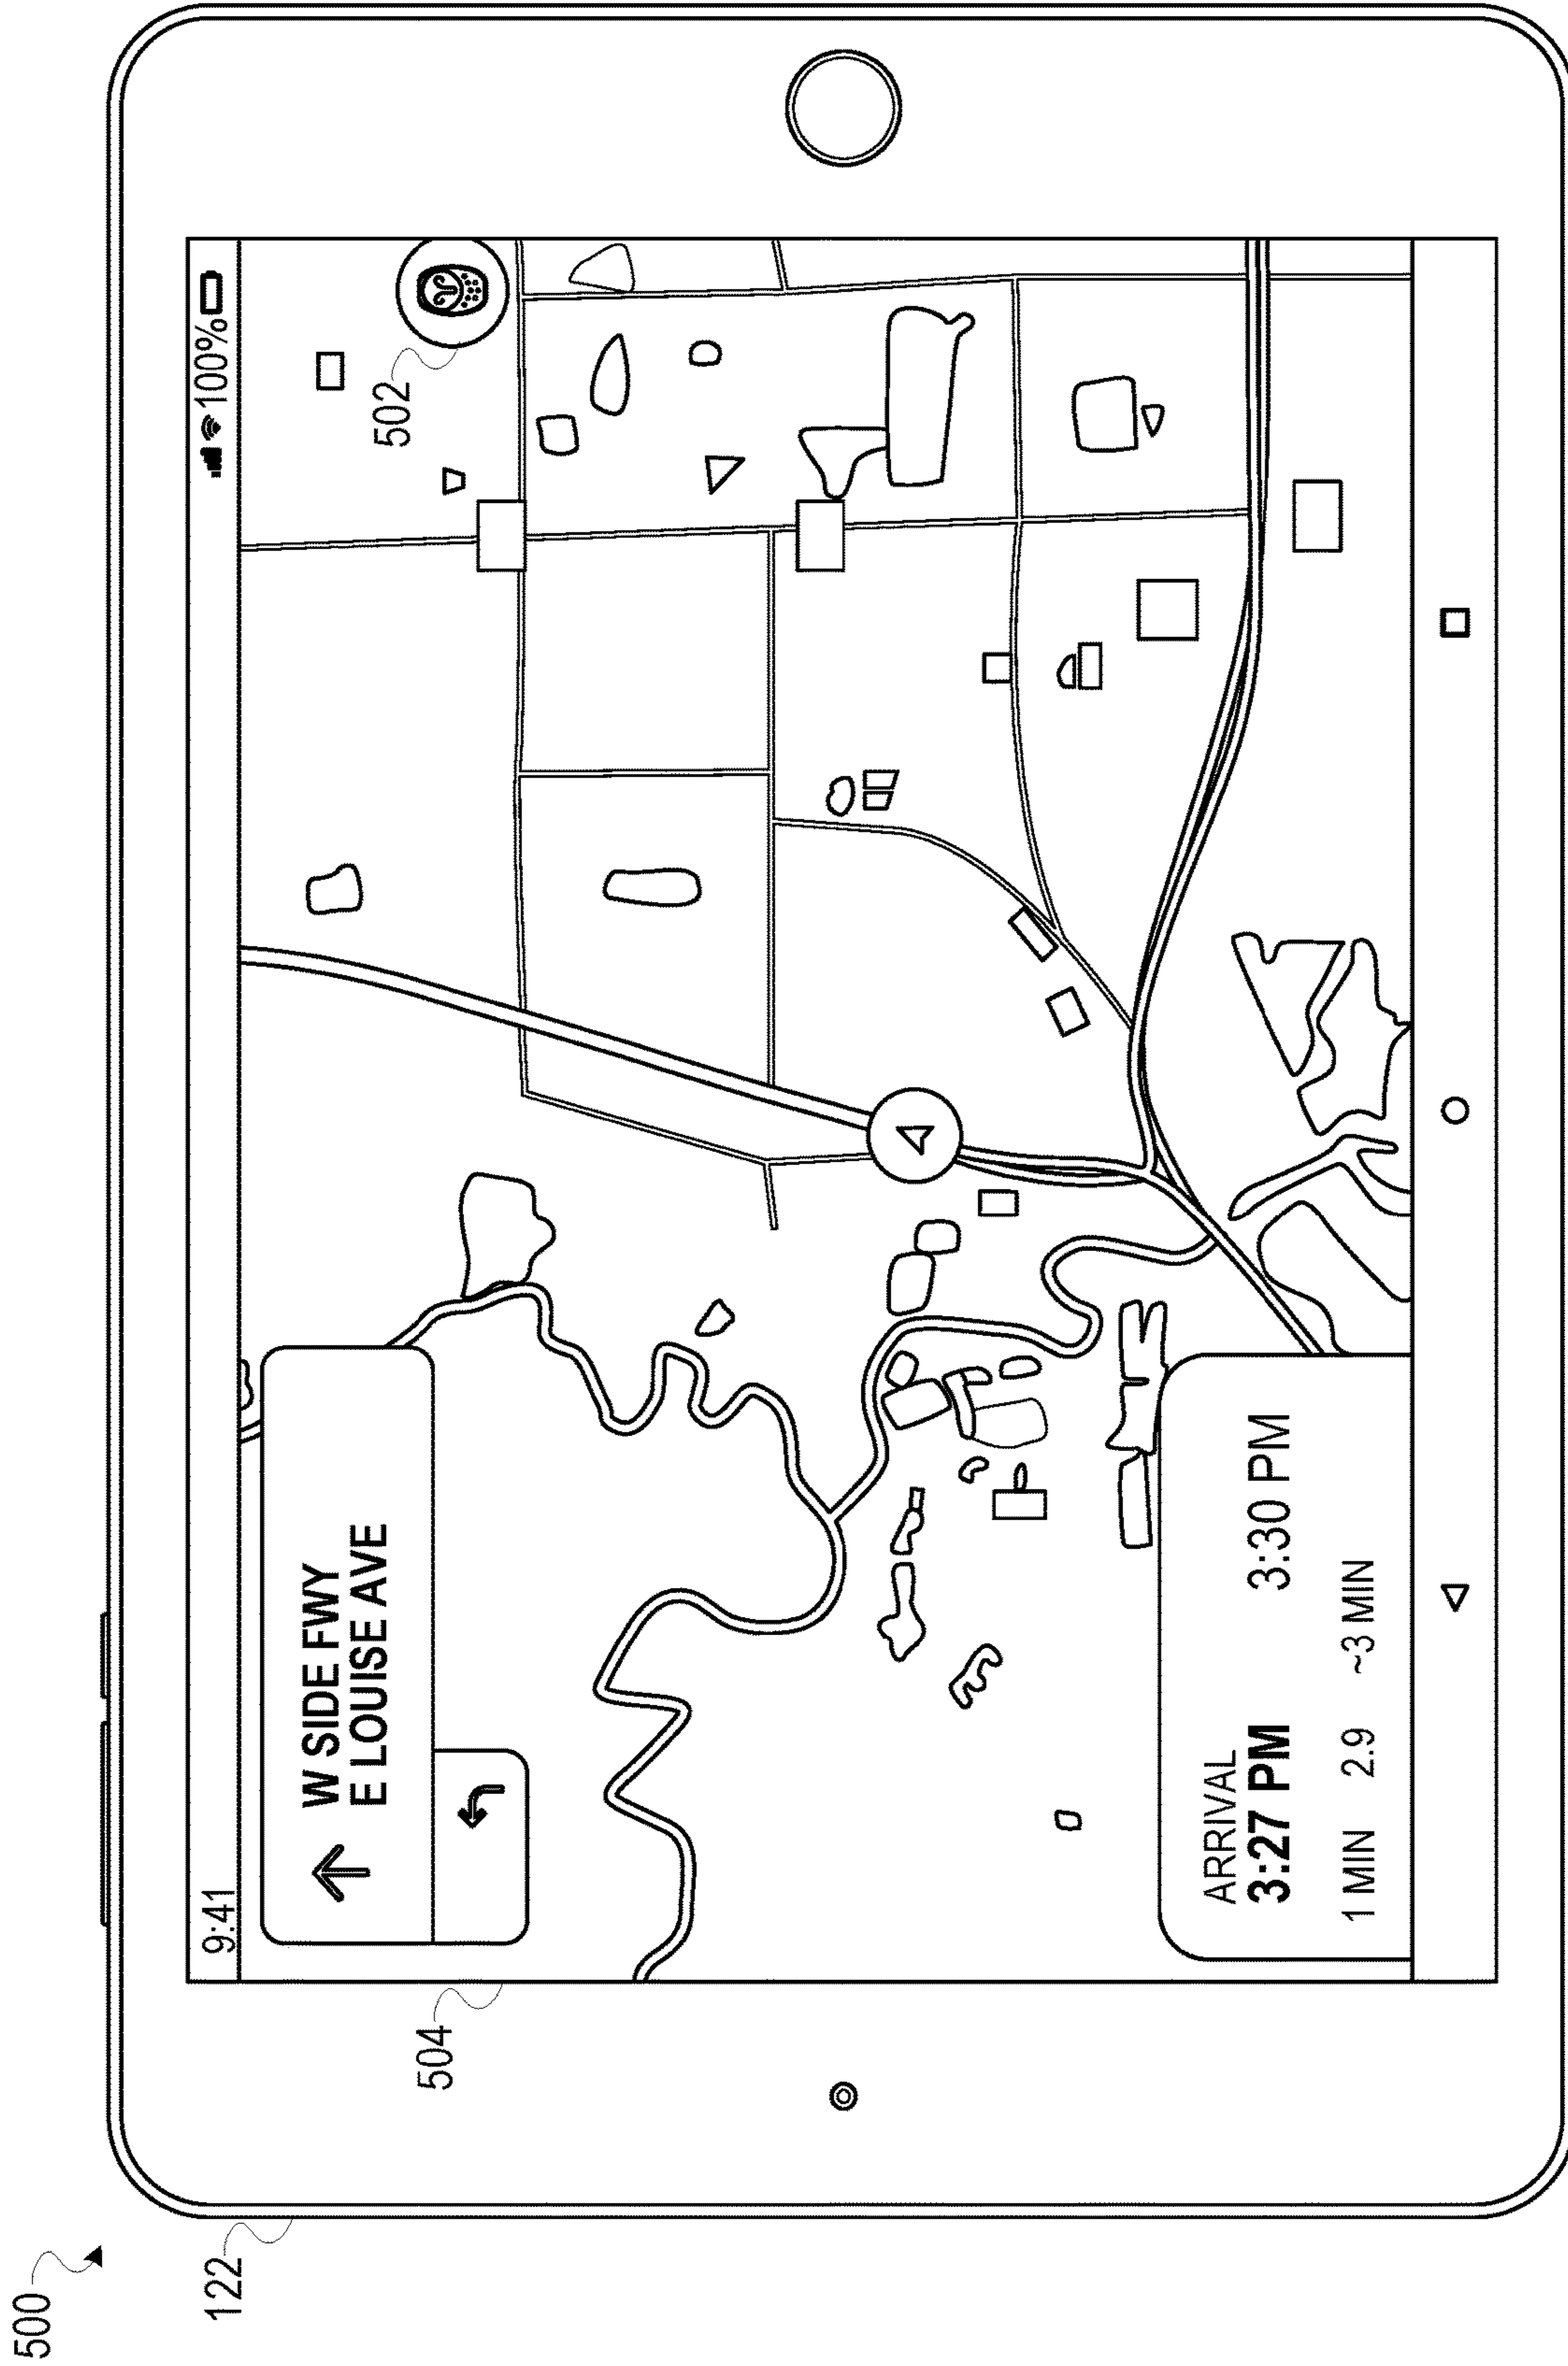 500
122
504
9:41
100%
502
W SIDE FWY
E LOUISE AVE
ARRIVAL
3:27 PM 3:30 PM
1 MIN 2.9 ~3 MIN